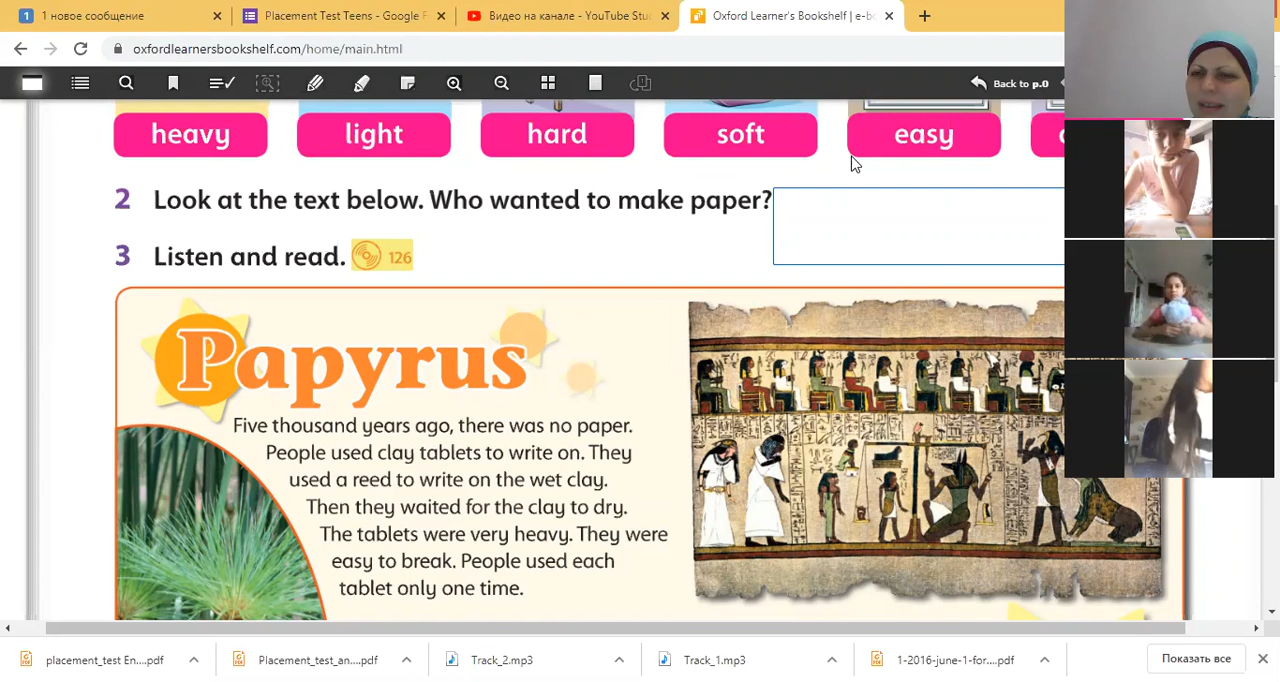 1 1 новое сообщение
Placement Test Teens - Google F
Видео на канале - YouTube Stu
Oxford Learner's Bookshelf | e-bo
oxfordlearnersbookshelf.com/home/main.html
Back to p.0
heavy light hard soft easy
2 Look at the text below. Who wanted to make paper?
3 Listen and read. 126
Papyrus
Five thousand years ago, there was no paper.
People used clay tablets to write on. They
used a reed to write on the wet clay.
Then they waited for the clay to dry.
The tablets were very heavy. They were
easy to break. People used each
tablet only one time.
placement_test En....pdf
Placement_test_an....pdf
Track_2.mp3
Track_1.mp3
1-2016-june-1-for....pdf
Показать все